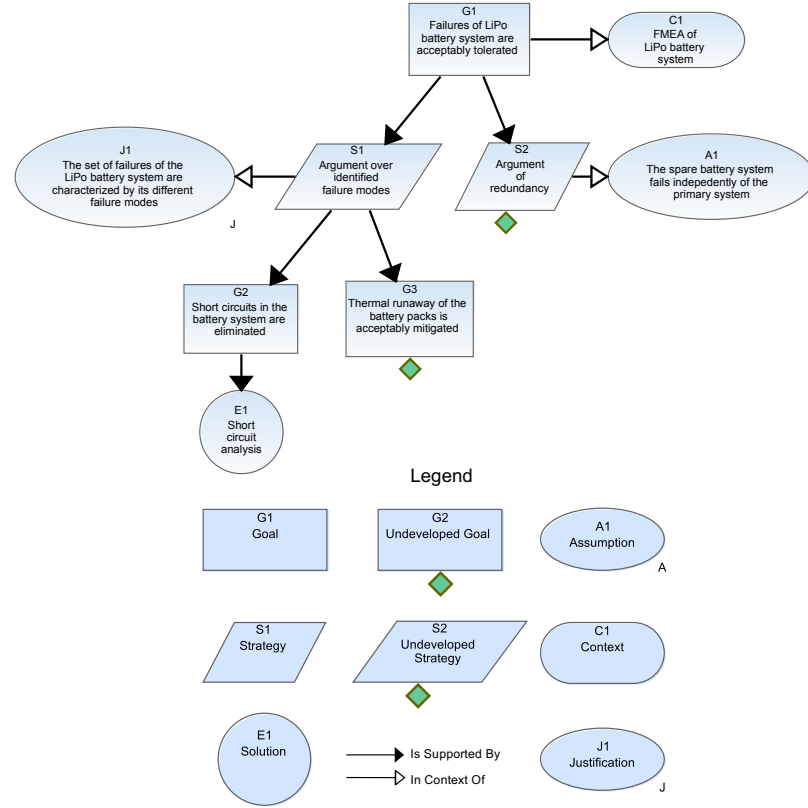 G1
Failures of LiPo
battery system are
acceptably tolerated
C1
FMEA of
LiPo battery
system
J1
The set of failures of the
LiPo battery system are
characterized by its different
failure modes
J
S1
Argument over
identified
failure modes
S2
Argument
of
redundancy
A1
The spare battery system
fails indepedently of the
primary system
G2
Short circuits in the
battery system are
eliminated
G3
Thermal runaway of the
battery packs is
acceptably mitigated
E1
Short
circuit
analysis
Legend
G1
Goal
G2
Undeveloped Goal
A1
Assumption
A
S1
Strategy
S2
Undeveloped
Strategy
C1
Context
E1
Solution
Is Supported By
In Context Of
J1
Justification
J